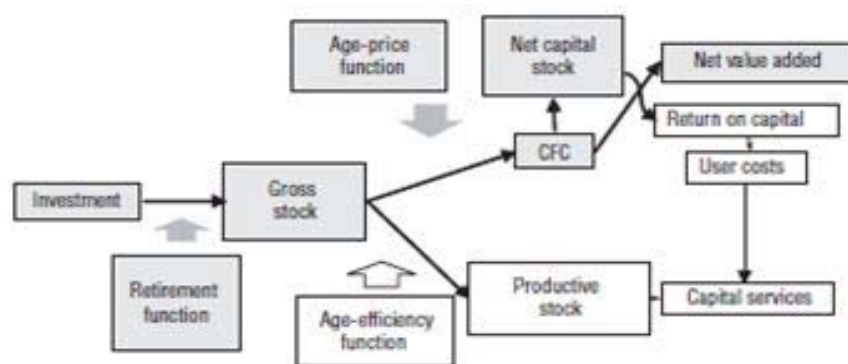 Age-price
function
Net capital
stock
Net value added
Return on capital
CFC
User costs
Investment
Gross
stock
Retirement
function
Age-efficiency
function
Productive
stock
Capital services